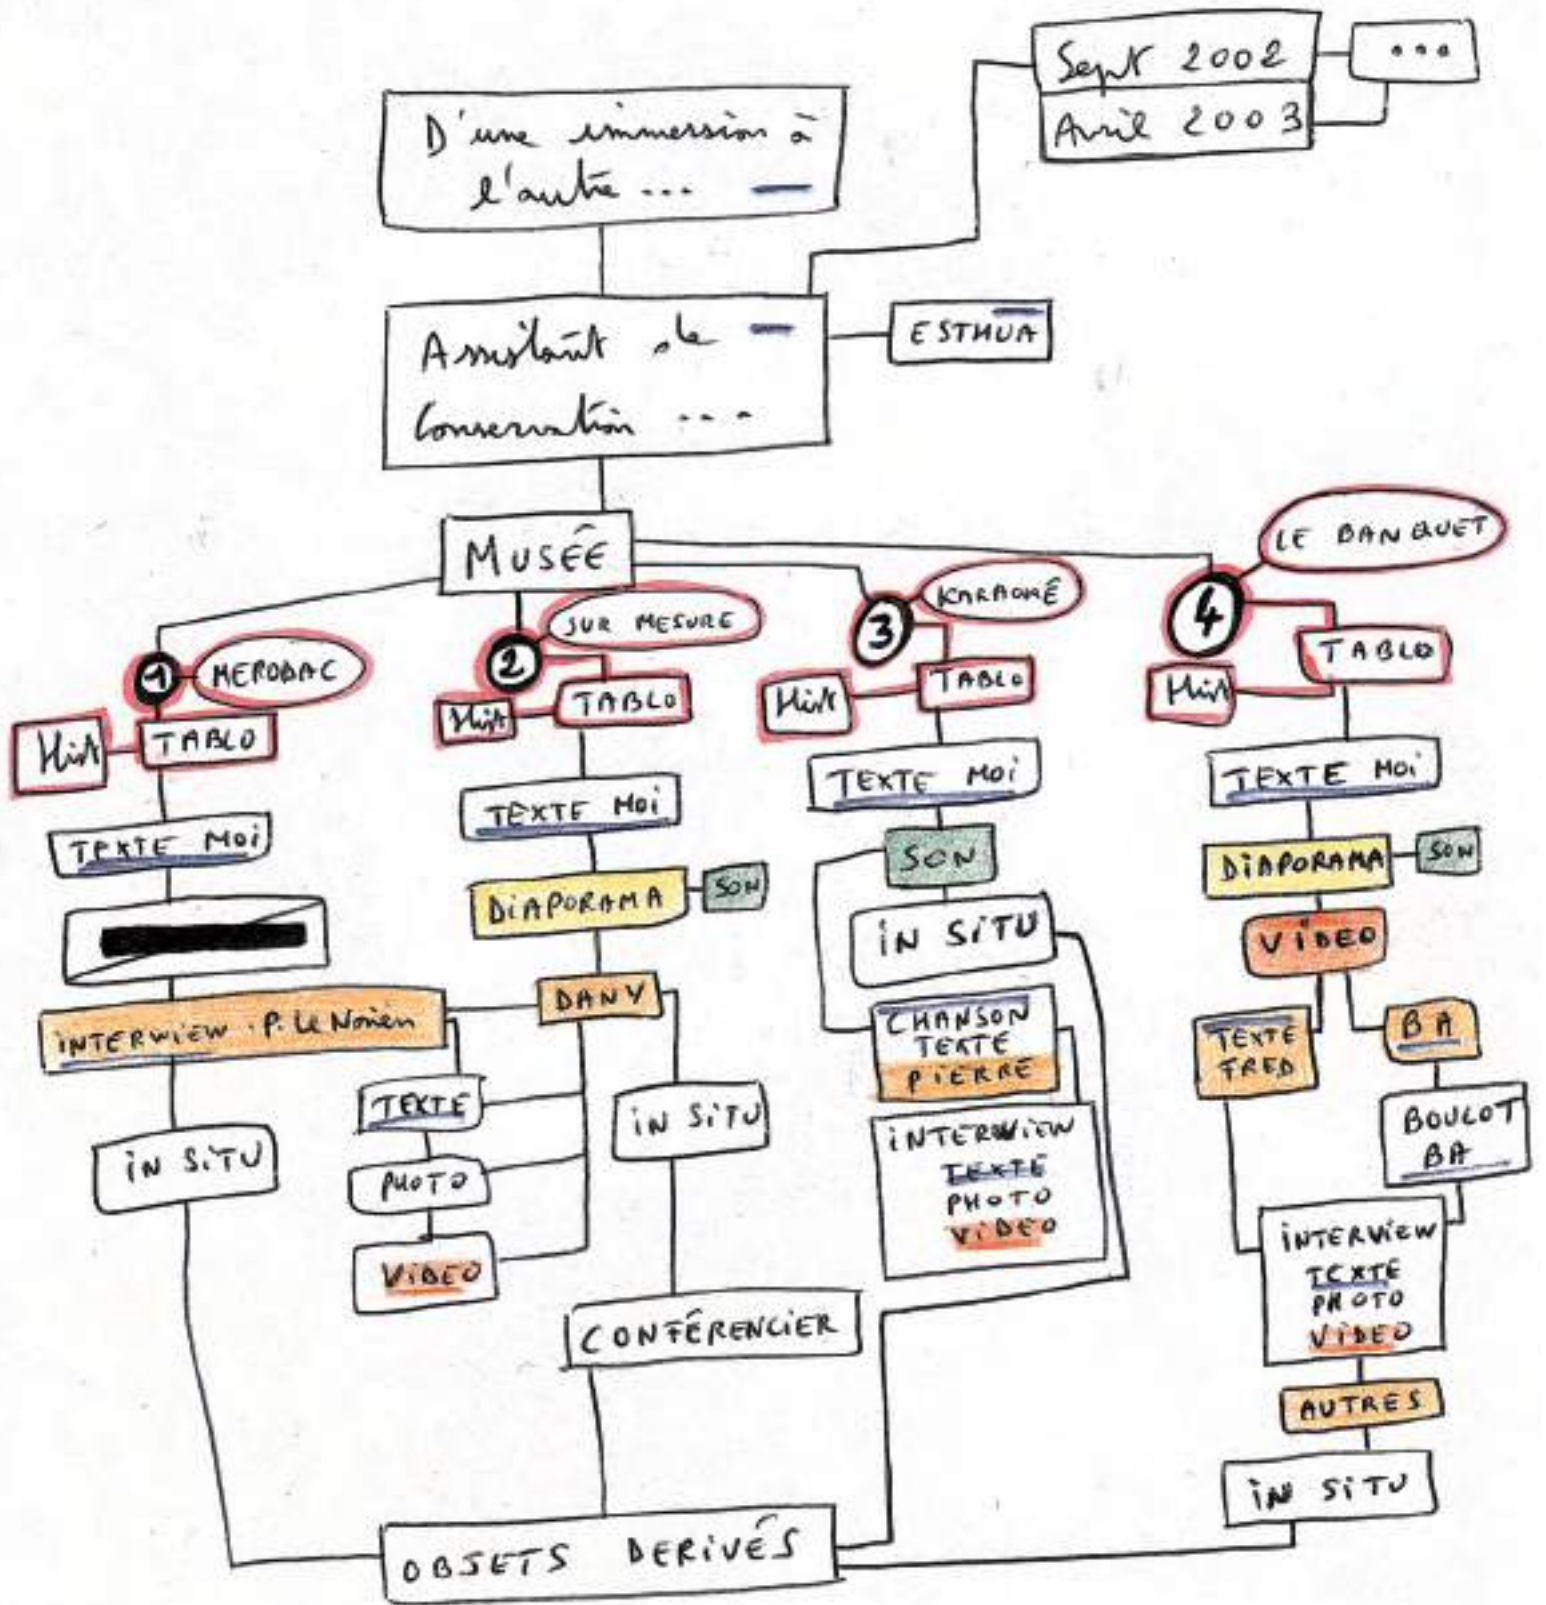 Sept 2002
...
Avril 2003
D'une immersion à
l'autre ...
Assistant de
Conservation ...
ESTHUA
MUSÉE
LE BANQUET
4
KARAOKÉ
3
SUR MESURE
2
MERODAC
1
TABLO
Hist
TABLO
Hist
TABLO
Hist
TABLO
Hist
TEXTE MOi
TEXTE MOi
TEXTE MOi
TEXTE MOi
DiAPORAMA
SON
SON
iN SiTU
DiAPORAMA
SON
ViDEO
iNTERWiEW P. Le
DANY
CHANSON
TEXTE
PiERRE
TEXTE
FRED
BA
TEXTE
PHOTO
ViDEO
iN SiTU
iN SiTU
iNTERWiEW
TEXTE
PHOTO
ViDEO
BOULOT
BA
iNTERViEW
TEXTE
PHOTO
ViDEO
CONFÉRENCiER
AUTRES
iN SiTU
OBJETS DERiVÉS